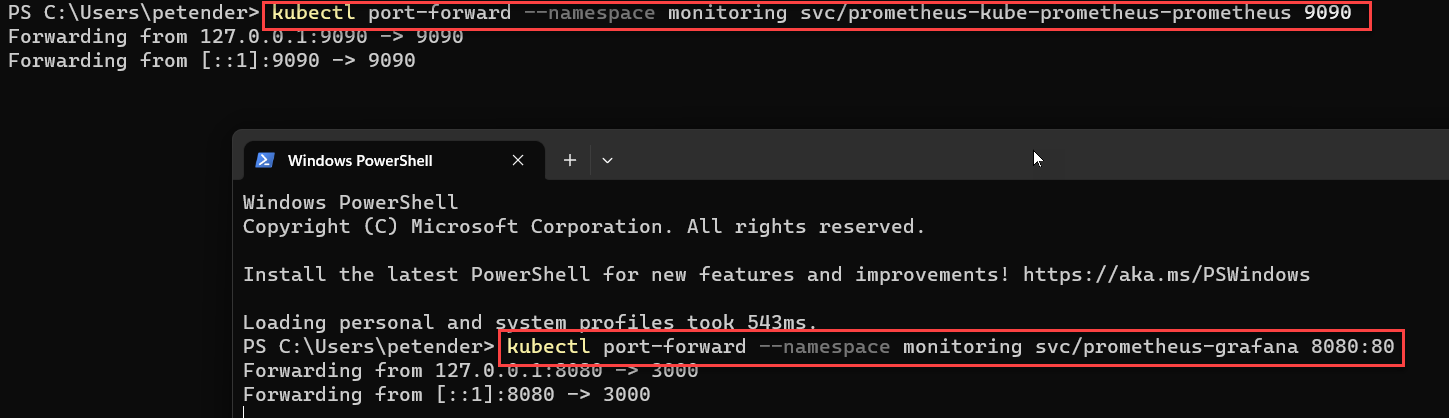 PS C:\Users\petender> kubectl port-forward --namespace monitoring svc/prometheus-kube-prometheus-prometheus 9090
Forwarding from 127.0.0.1:9090 -> 9090
Forwarding from [::1]:9090 -> 9090
Windows PowerShell
Windows PowerShell
Copyright (C) Microsoft Corporation. All rights reserved.
Install the latest PowerShell for new features and improvements! https://aka.ms/PSWindows
Loading personal and system profiles took 543ms.
PS C:\Users\petender> kubectl port-forward --namespace monitoring svc/prometheus-grafana 8080:80
Forwarding from 127.0.0.1:8080 -> 3000
Forwarding from [::1]:8080 -> 3000